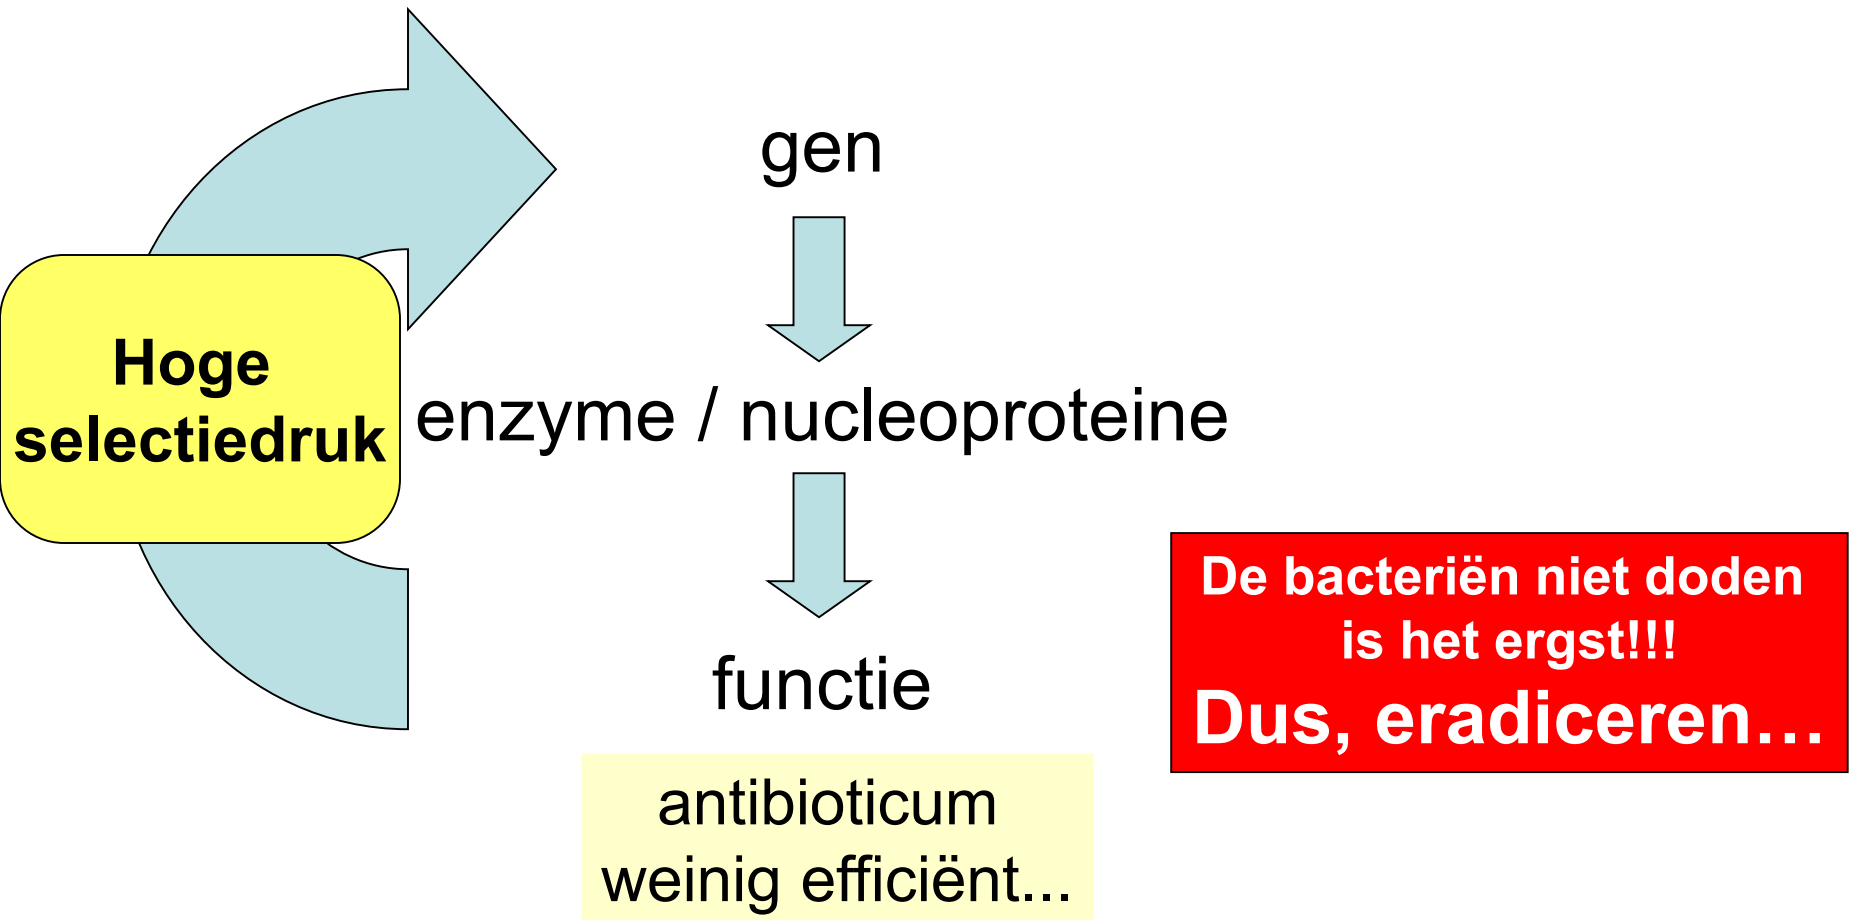 gen
Hoge
selectiedruk
enzyme / nucleoproteine
functie
De bacteriën niet doden
is het ergst!!!
Dus, eradiceren…
antibioticum
weinig efficiënt...